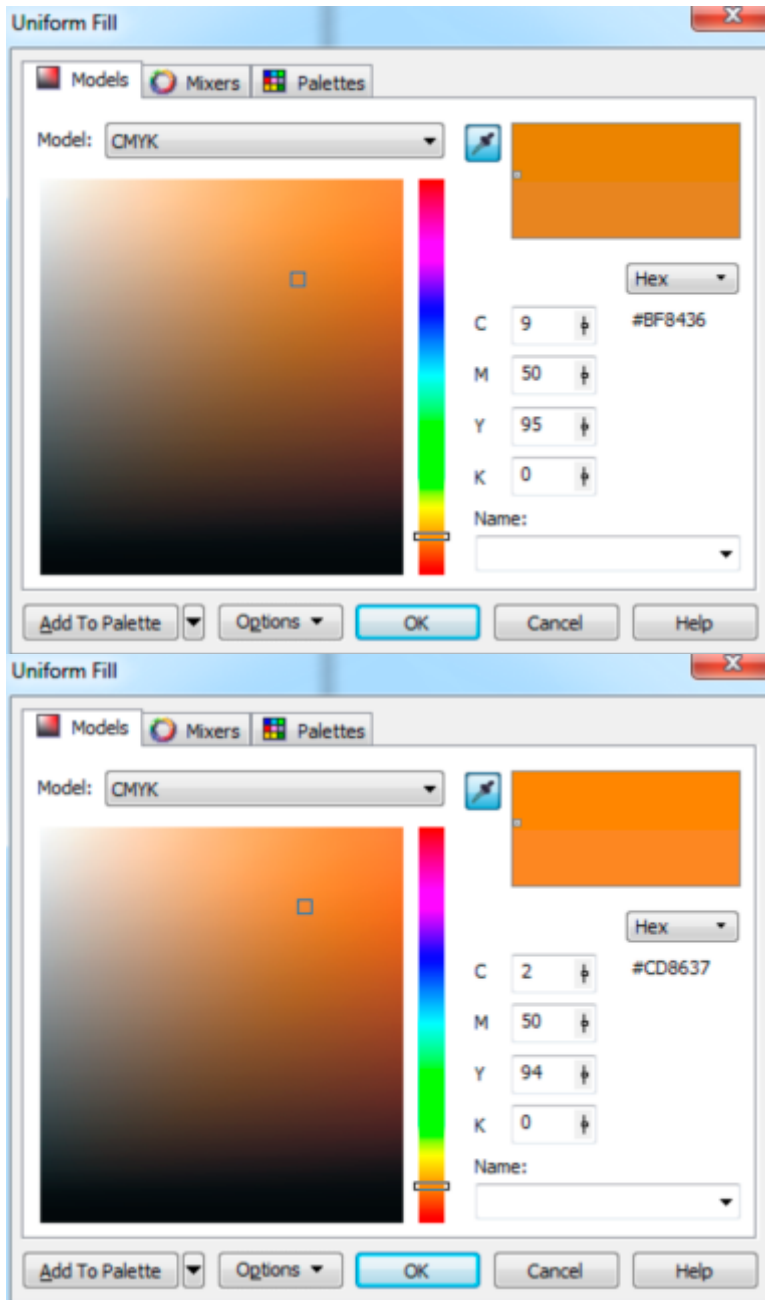 Uniform Fill
Models Mixers Palettes
Model: CMYK
Hex
C 9 #BF8436
M 50
Y 95
K 0
Name:
Add To Palette Options OK Cancel Help
Uniform Fill
Models Mixers Palettes
Model: CMYK
Hex
C 2 #CD8637
M 50
Y 94
K 0
Name:
Add To Palette Options OK Cancel Help